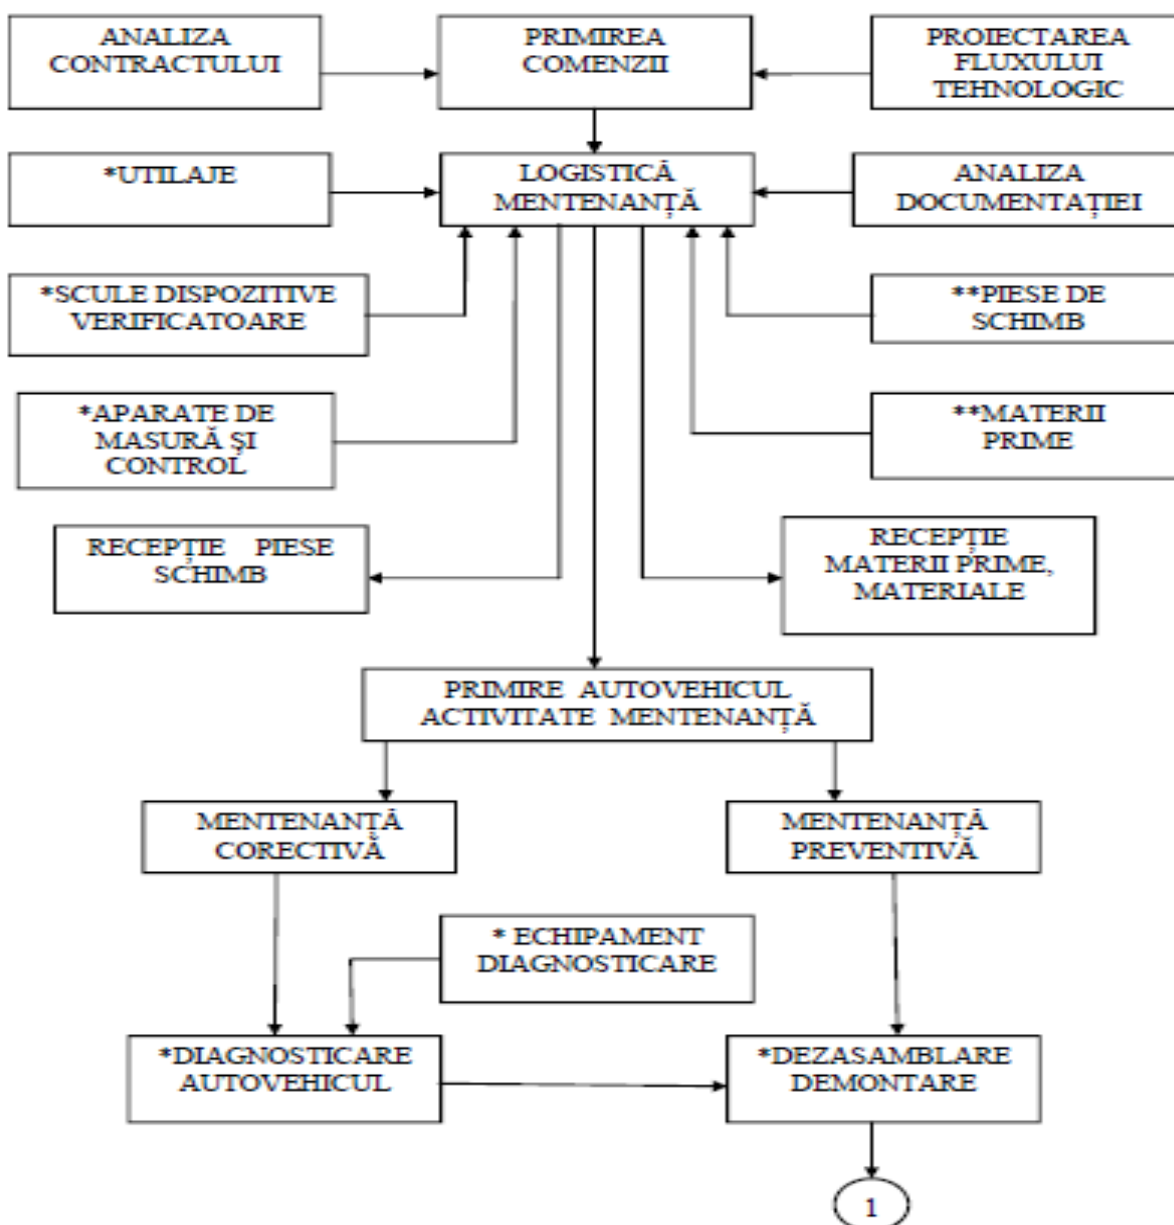 ANALIZA
CONTRACTULUI
PRIMIREA
COMENZII
PROIECTAREA
FLUXULUI
TEHNOLOGIC
*UTILAJE
LOGISTICĂ
MENTENANȚĂ
ANALIZA
DOCUMENTAȚIEI
*SCULE DISPOZITIVE
VERIFICATOARE
**PIESE DE
SCHIMB
*APARATE DE
MASURĂ ŞI
CONTROL
**MATERII
PRIME
RECEPȚIE PIESE
SCHIMB
RECEPȚIE
MATERII PRIME,
MATERIALE
PRIMIRE AUTOVEHICUL
ACTIVITATE MENTENANȚĂ
MENTENANȚĂ
CORECTIVĂ
MENTENANȚĂ
PREVENTIVĂ
* ECHIPAMENT
DIAGNOSTICARE
*DIAGNOSTICARE
AUTOVEHICUL
*DEZASAMBLARE
DEMONTARE
1